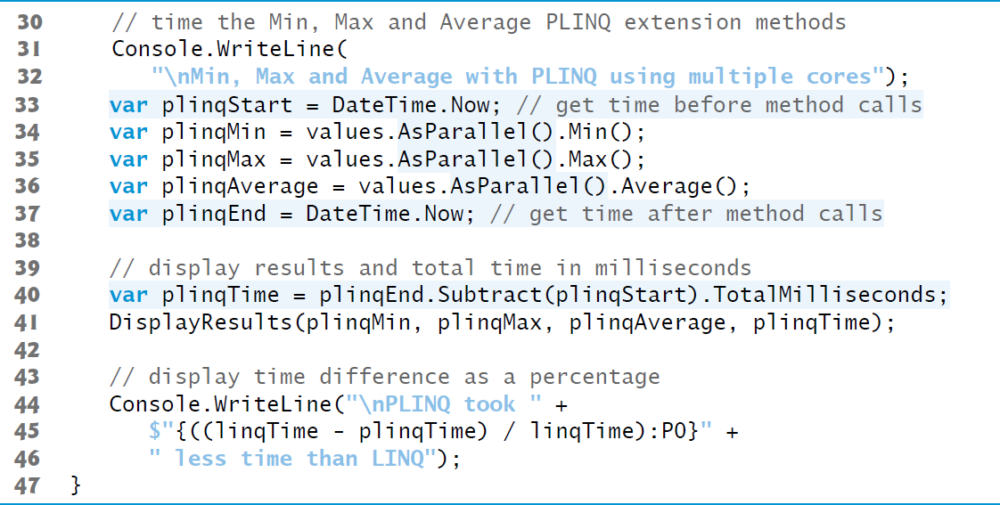 30 // time the Min, Max and Average PLINQ extension methods
31 Console.WriteLine(
32 "\nMin, Max and Average with PLINQ using multiple cores");
33 var plinqStart = DateTime.Now; // get time before method calls
34 var plinqMin = values.AsParallel().Min();
35 var plinqMax = values.AsParallel().Max();
36 var plinqAverage = values.AsParallel().Average();
37 var plinqEnd = DateTime.Now; // get time after method calls
38
39 // display results and total time in milliseconds
40 var plinqTime = plinqEnd.Subtract(plinqStart).TotalMilliseconds;
41 DisplayResults(plinqMin, plinqMax, plinqAverage, plinqTime);
42
43 // display time difference as a percentage
44 Console.WriteLine("\nPLINQ took " +
45 $"{((linqTime - plinqTime) / linqTime):P0}" +
46 " less time than LINQ");
47 }